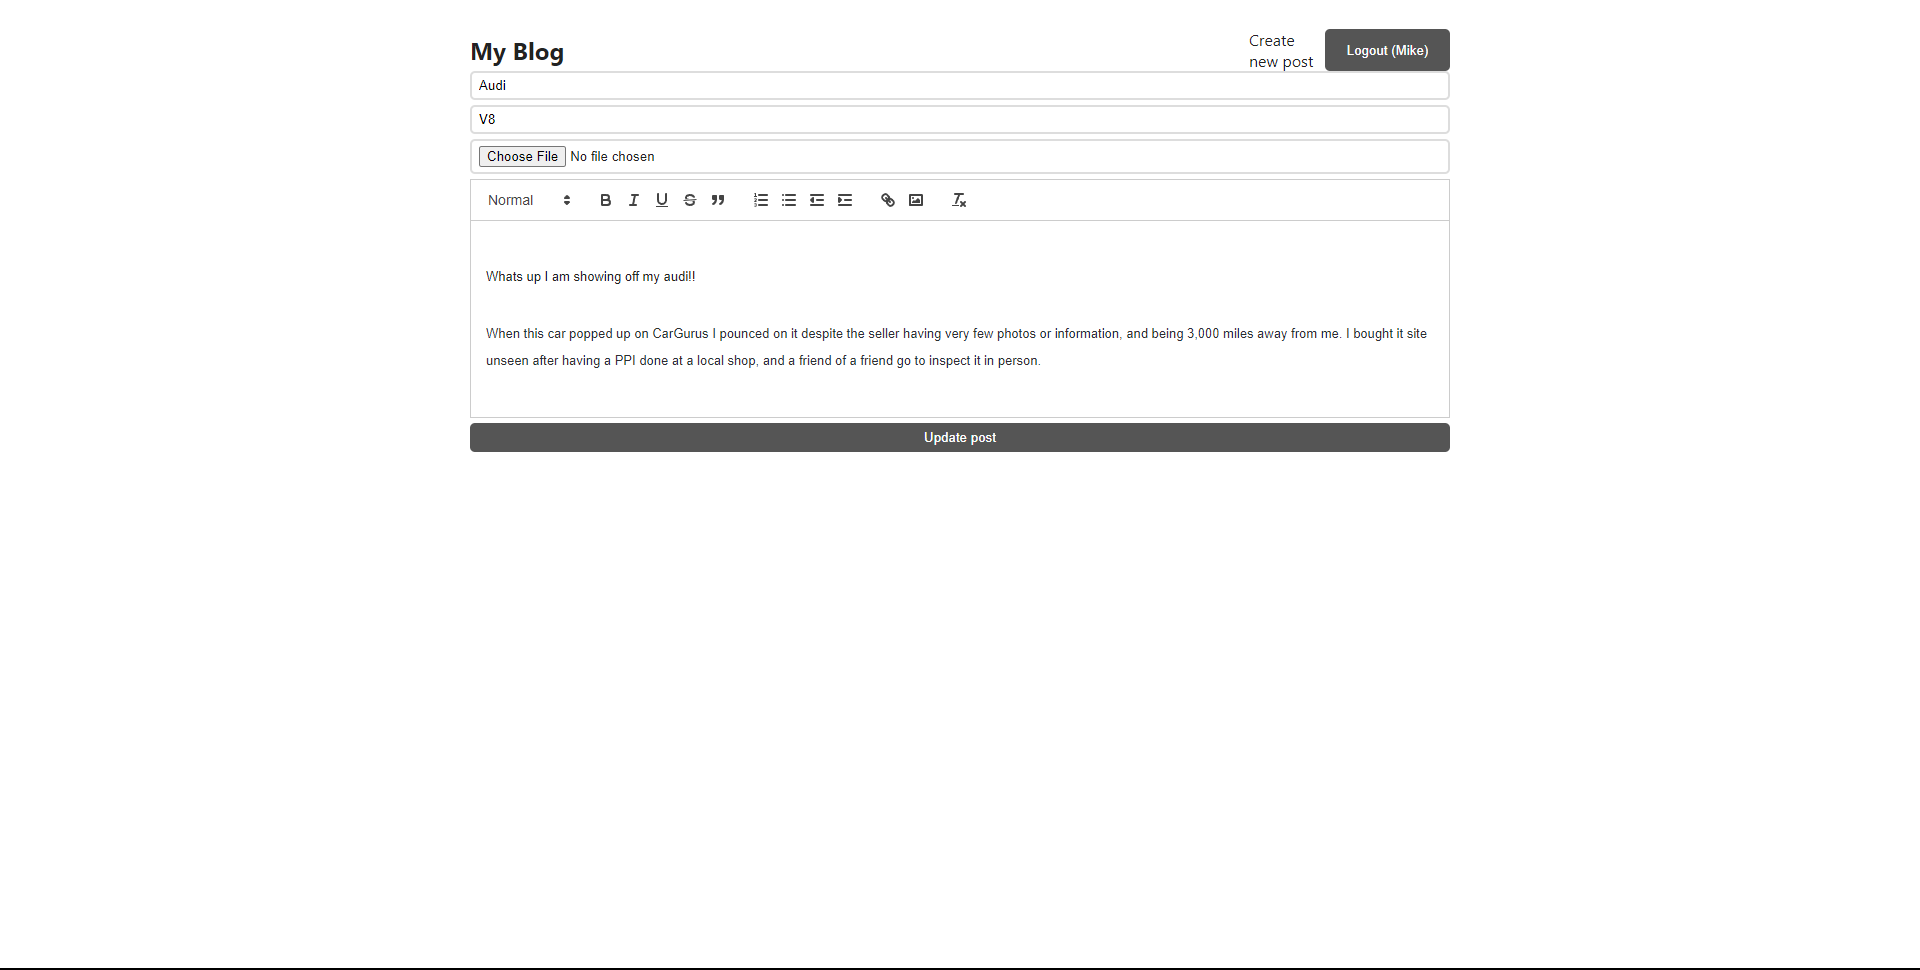 My Blog
Create
new post
Logout (Mike)
Audi
V8
Choose File No file chosen
Normal
Whats up I am showing off my audi!!
When this car popped up on CarGurus I pounced on it despite the seller having very few photos or information, and being 3,000 miles away from me. I bought it site
unseen after having a PPI done at a local shop, and a friend of a friend go to inspect it in person.
Update post